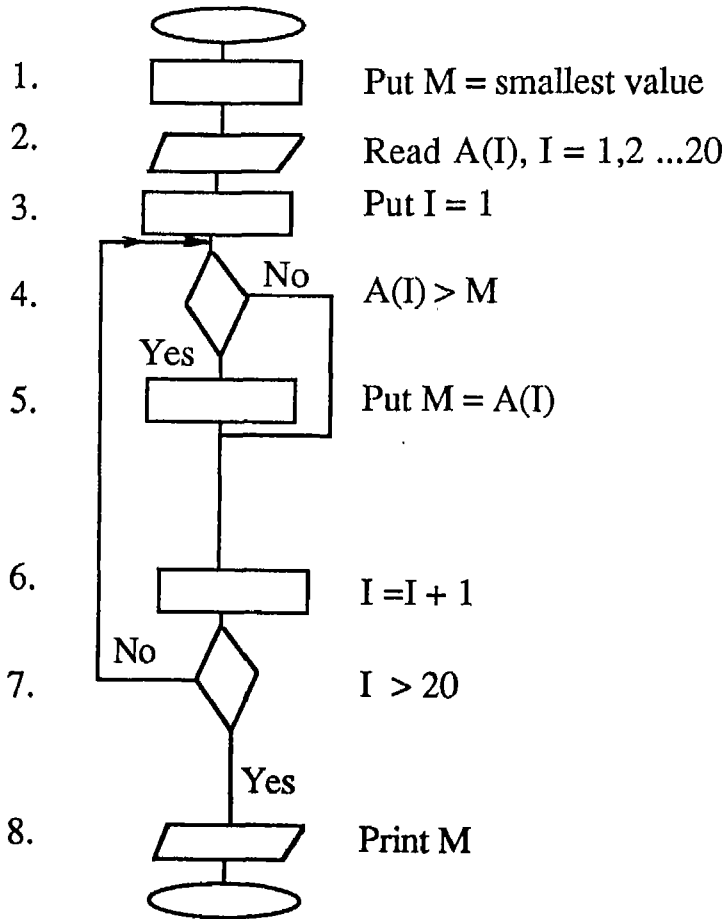 1. Put M = smallest value
2. Read A(I), I = 1,2 ...20
3. Put I = 1
4. No A(I) > M
Yes
5. Put M = A(I)
6. I =I + 1
No
7. I > 20
Yes
8. Print M